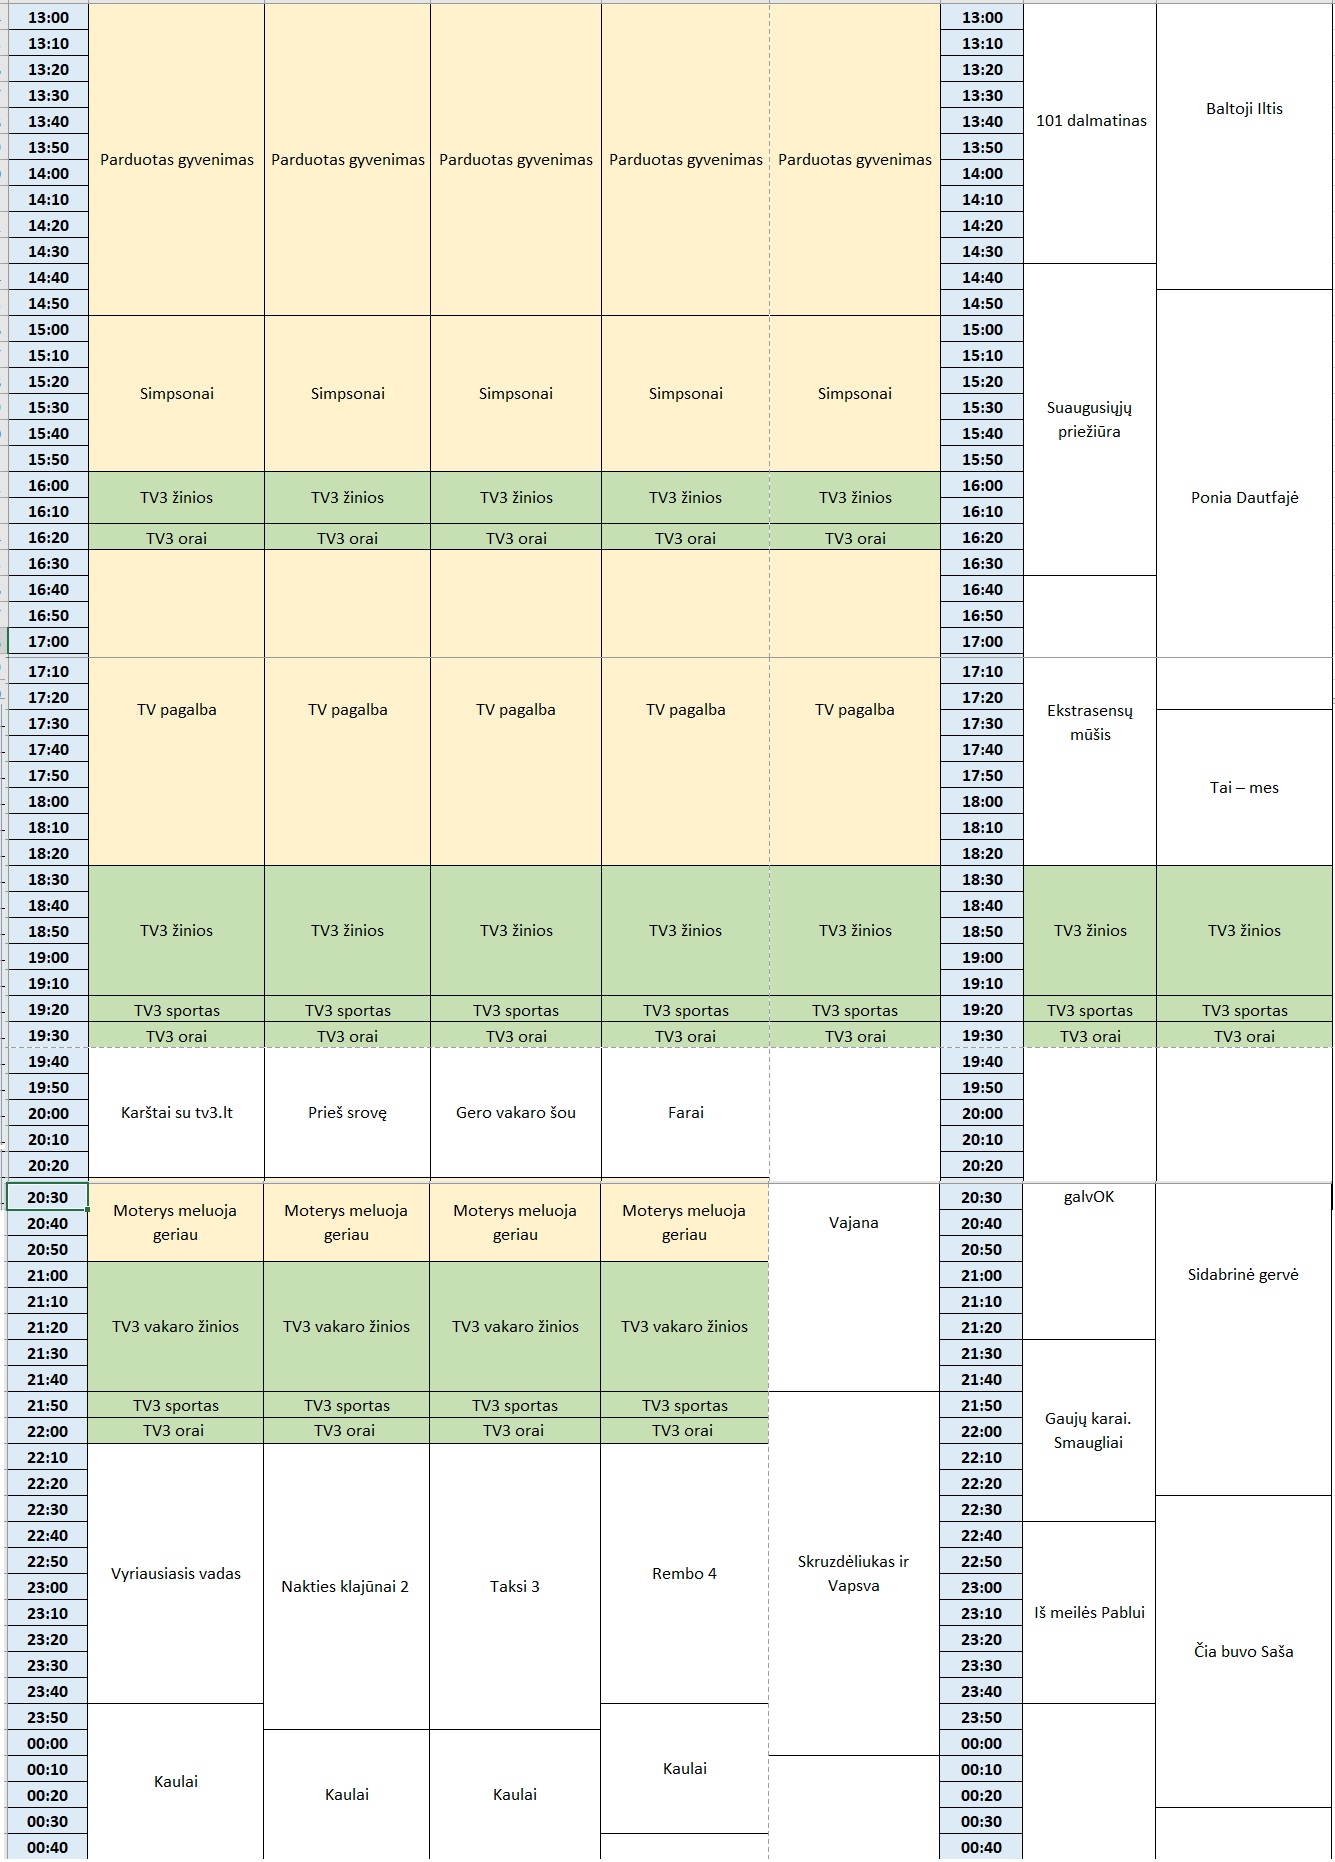 13:00 13:00
13:10 13:10
13:20 13:20
13:30 13:30
Baltoji Iltis
13:40 13:40 101 dalmatinas
13:50 13:50
Parduotas gyvenimas Parduotas gyvenimas Parduotas gyvenimas Parduotas gyvenimas Parduotas gyvenimas
14:00 14:00
14:10 14:10
14:20 14:20
14:30 14:30
14:40 14:40
14:50 14:50
15:00 15:00
15:10 15:10
15:20 15:20
Simpsonai Simpsonai Simpsonai Simpsonai Simpsonai
15:30 15:30 Suaugusiųjų
15:40 15:40 priežiūra
15:50 15:50
16:00 16:00
TV3 žinios TV3 žinios TV3 žinios TV3 žinios TV3 žinios Ponia Dautfajė
16:10 16:10
16:20 TV3 orai TV3 orai TV3 orai TV3 orai TV3 orai 16:20
16:30 16:30
16:40 16:40
16:50 16:50
17:00 17:00
17:10 17:10
17:20 17:20
TV pagalba TV pagalba TV pagalba TV pagalba TV pagalba Ekstrasensų
17:30 17:30
mūšis
17:40 17:40
17:50 17:50
Tai – mes
18:00 18:00
18:10 18:10
18:20 18:20
18:30 18:30
18:40 18:40
18:50 TV3 žinios TV3 žinios TV3 žinios TV3 žinios TV3 žinios 18:50 TV3 žinios TV3 žinios
19:00 19:00
19:10 19:10
19:20 TV3 sportas TV3 sportas TV3 sportas TV3 sportas TV3 sportas 19:20 TV3 sportas TV3 sportas
19:30 TV3 orai TV3 orai TV3 orai TV3 orai TV3 orai 19:30 TV3 orai TV3 orai
19:40 19:40
19:50 19:50
20:00 Karštai su tv3.lt Prieš srovę Gero vakaro šou Farai 20:00
20:10 20:10
20:20 20:20
20:30 20:30 galvOK
Moterys meluoja Moterys meluoja Moterys meluoja Moterys meluoja
20:40 Vajana 20:40
geriau geriau geriau geriau
20:50 20:50
21:00 21:00 Sidabrinė gervė
21:10 21:10
21:20 TV3 vakaro žinios TV3 vakaro žinios TV3 vakaro žinios TV3 vakaro žinios 21:20
21:30 21:30
21:40 21:40
21:50 TV3 sportas TV3 sportas TV3 sportas TV3 sportas 21:50
Gaujų karai.
22:00 TV3 orai TV3 orai TV3 orai TV3 orai 22:00
Smaugliai
22:10 22:10
22:20 22:20
22:30 22:30
22:40 22:40
22:50 Skruzdėliukas ir 22:50
Vyriausiasis vadas Rembo 4
23:00 Nakties klajūnai 2 Taksi 3 Vapsva 23:00
23:10 23:10 Iš meilės Pablui
23:20 23:20
Čia buvo Saša
23:30 23:30
23:40 23:40
23:50 23:50
00:00 00:00
00:10 Kaulai 00:10
Kaulai
00:20 Kaulai Kaulai 00:20
00:30 00:30
00:40 00:40